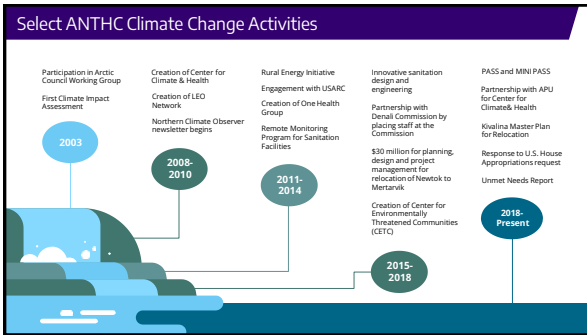 Select ANTHC Climate Change Activities
Participation in Arctic
Council Working Group
First Climate Impact
Assessment
2003
Creation of Center for
Climate & Health
Creation of LEO
Network
Northern Climate Observer
newsletter begins
2008-
2010
Rural Energy Initiative
Engagement with USARC
Creation of One Health
Group
Remote Monitoring
Program for Sanitation
Facilities
2011-
2014
Innovative sanitation
design and
engineering
Partnership with
Denali Commission by
placing staff at the
Commission
$30 million for planning,
design and project
management for
relocation of Newtok to
Mertarvik
Creation of Center for
Environmentally
Threatened Communities
(CETC)
2015-
2018
PASS and MINI PASS
Partnership with APU
for Center for
Climate& Health
Kivalina Master Plan
for Relocation
Response to U.S. House
Appropriations request
Unmet Needs Report
2018-
Present